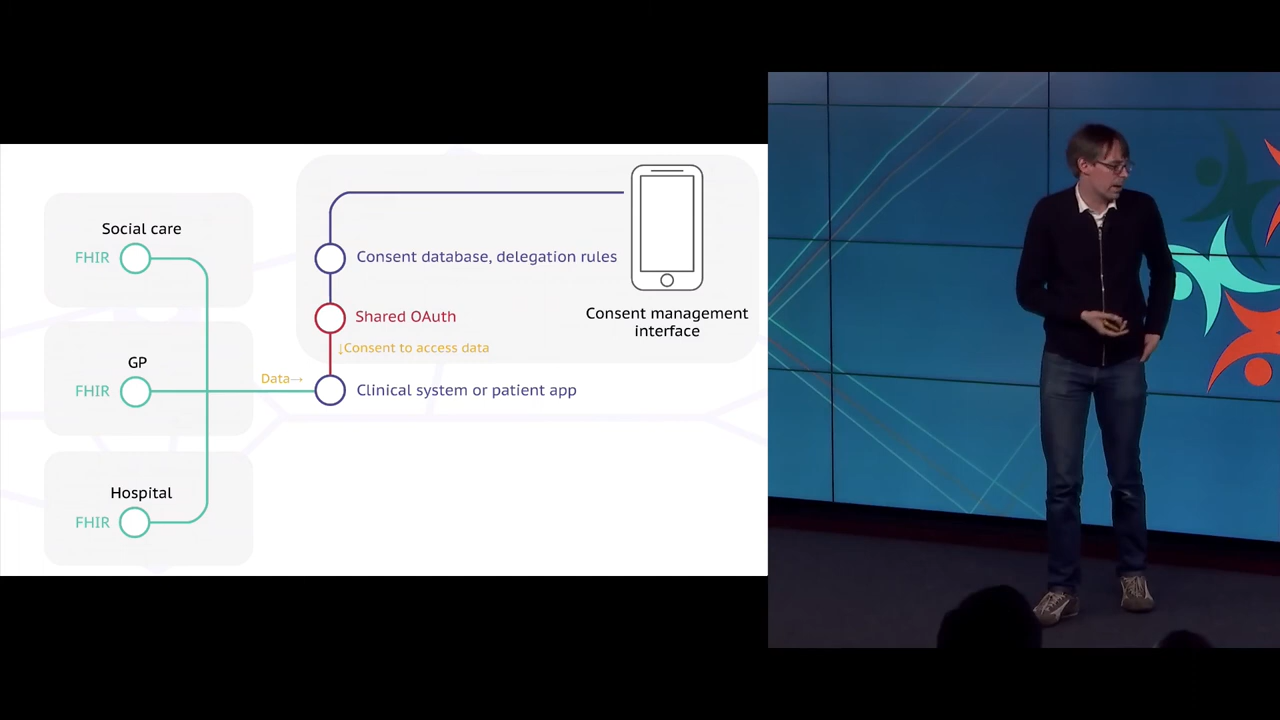 Social care
FHIR
GP
FHIR
Hospital
FHIR
Data→
Consent database, delegation rules
Shared OAuth
↓Consent to access data
Clinical system or patient app
Consent management
interface